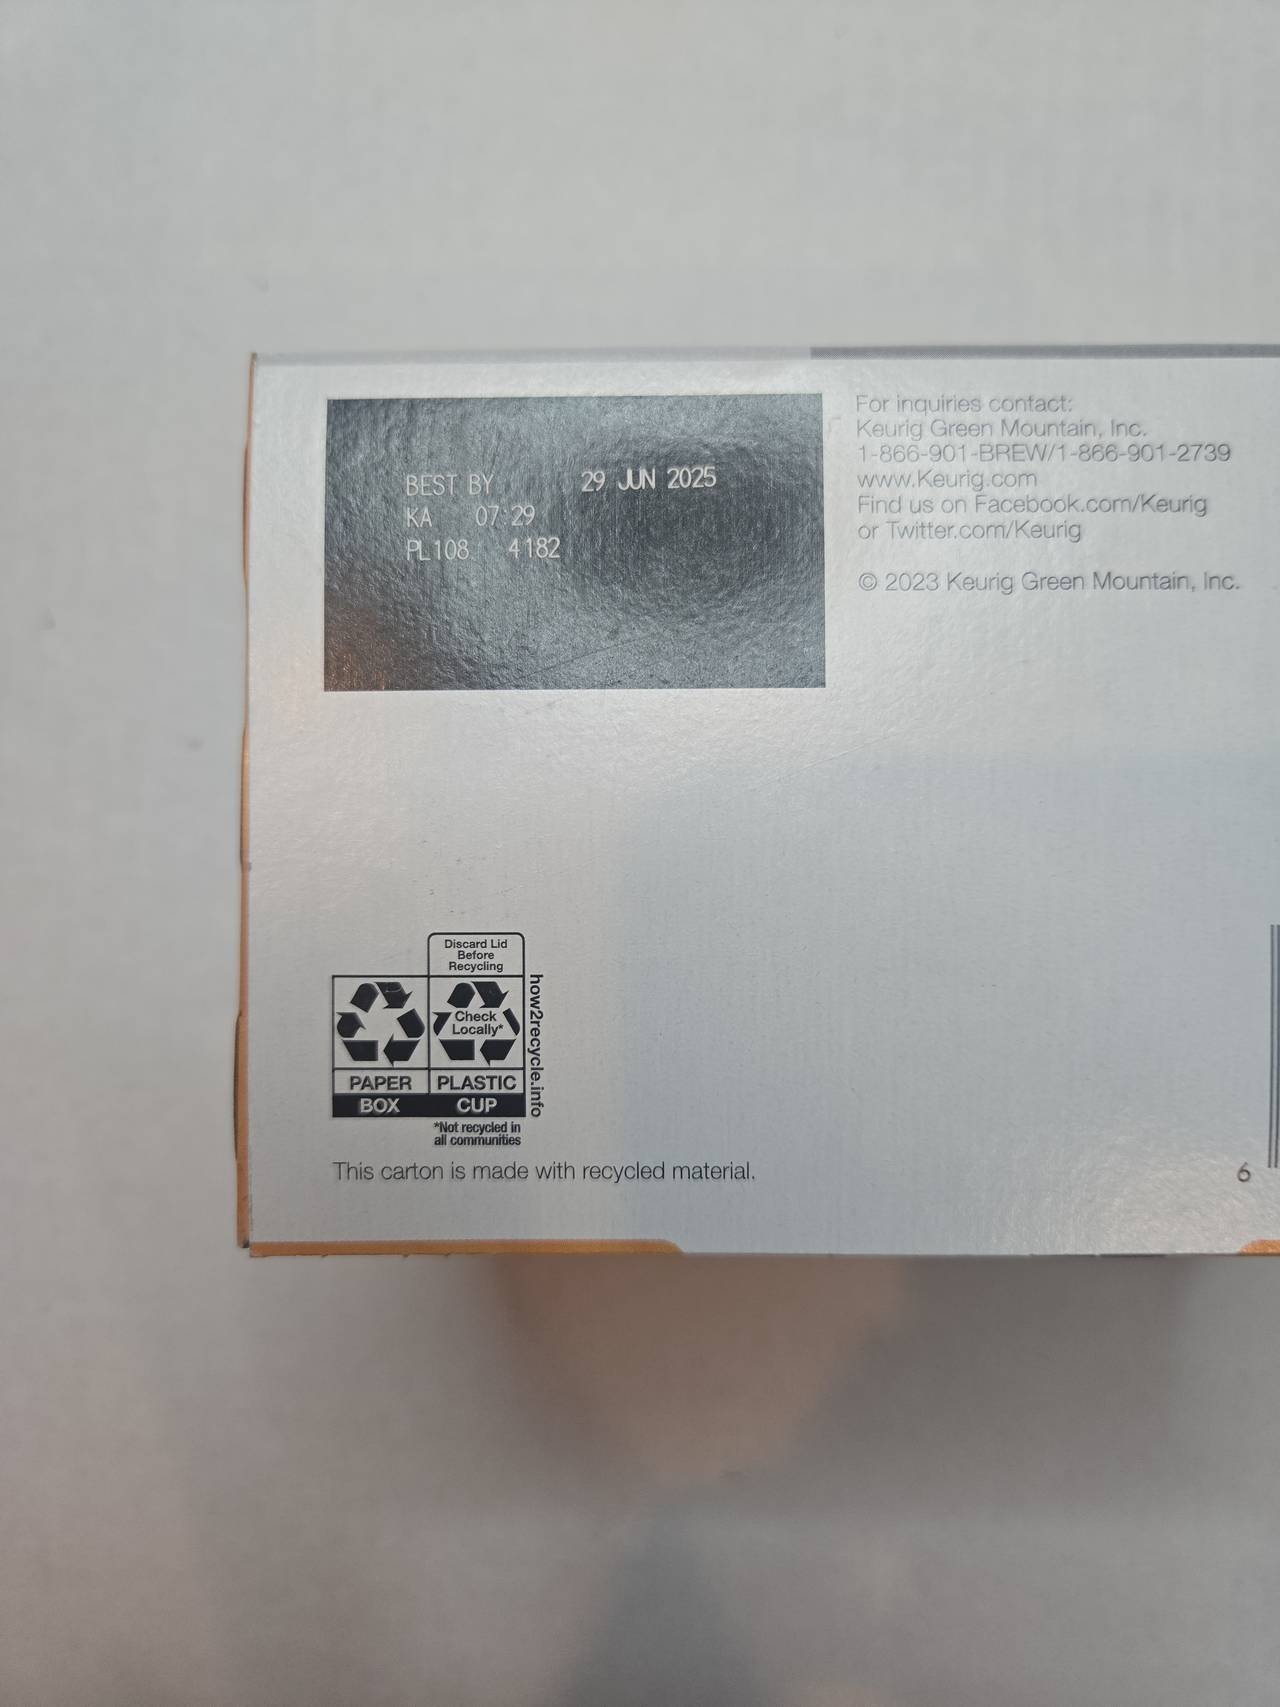 BEST BY 29 JUN 2025
KA 07:29
PL108 4182
For inquiries contact:
Keurig Green Mountain, Inc.
1-866-901-BREW/1-866-901-2739
www.Keurig.com
Find us on Facebook.com/Keurig
or Twitter.com/Keurig
© 2023 Keurig Green Mountain, Inc.
Discard Lid
Before
Recycling
Check
Locally*
PAPER
BOX
PLASTIC
CUP
how2recycle.info
*Not recycled in
all communities
This carton is made with recycled material.
6